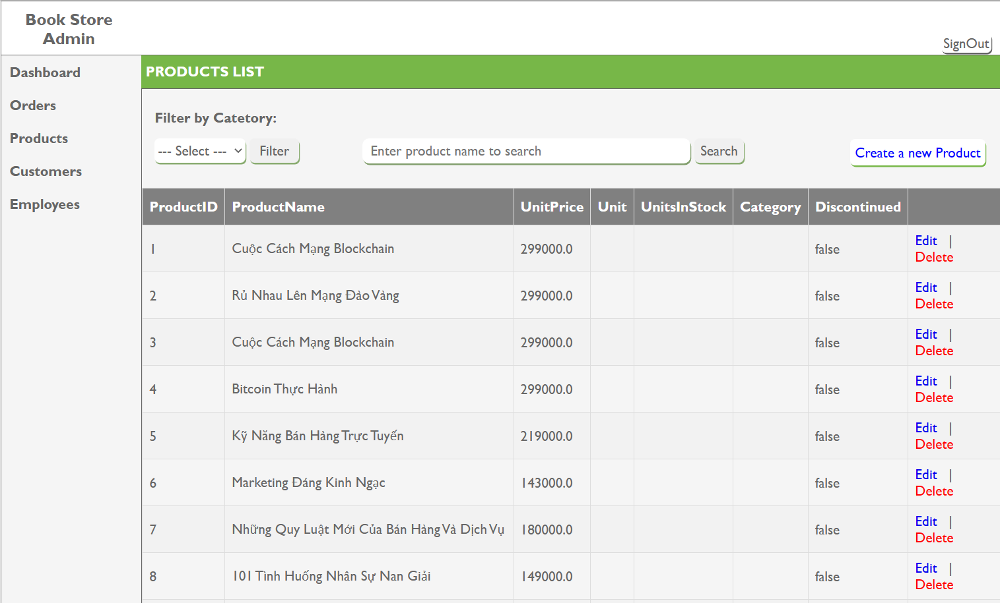 Book Store
Admin
SignOut
Dashboard
Orders
Products
Customers
Employees
PRODUCTS LIST
Filter by Catetory:
--- Select --- Filter Enter product name to search Search Create a new Product
ProductID ProductName UnitPrice Unit UnitsInStock Category Discontinued
1 Cuộc Cách Mạng Blockchain 299000.0 false Edit |
Delete
2 Rủ Nhau Lên Mạng Đào Vàng 299000.0 false Edit |
Delete
3 Cuộc Cách Mạng Blockchain 299000.0 false Edit |
Delete
4 Bitcoin Thực Hành 299000.0 false Edit |
Delete
5 Kỹ Năng Bán Hàng Trực Tuyến 219000.0 false Edit |
Delete
6 Marketing Đáng Kinh Ngạc 143000.0 false Edit |
Delete
7 Những Quy Luật Mới Của Bán Hàng Và Dịch Vụ 180000.0 false Edit |
Delete
8 101 Tình Huống Nhân Sự Nan Giải 149000.0 false Edit |
Delete